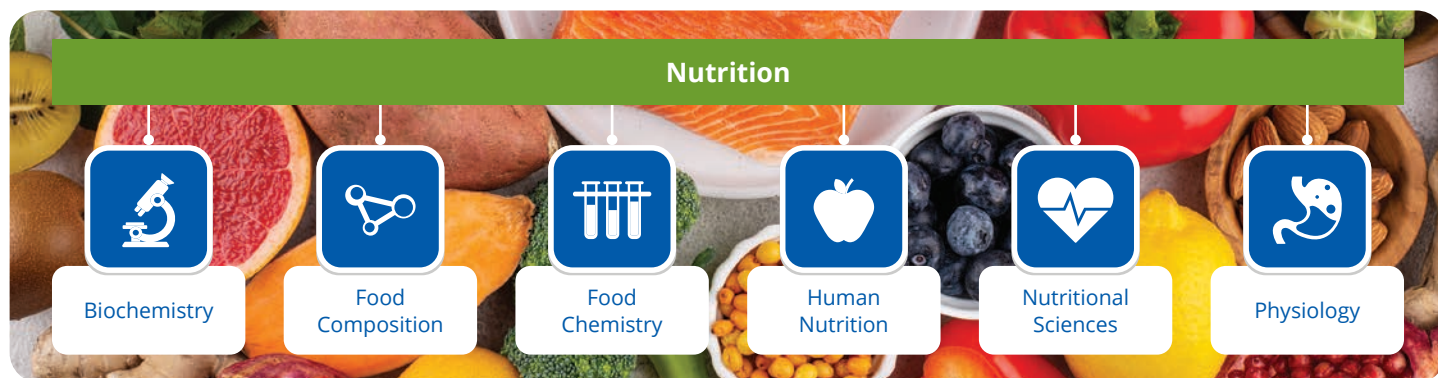 Nutrition
Biochemistry
Food
Composition
Food
Chemistry
Human
Nutrition
Nutritional
Sciences
Physiology